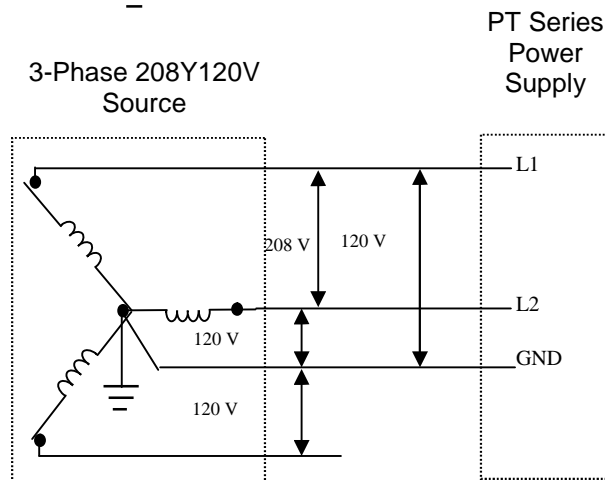 PT Series
Power
Supply
3-Phase 208Y120V
Source
L1
208 V
120 V
L2
120 V
GND
120 V